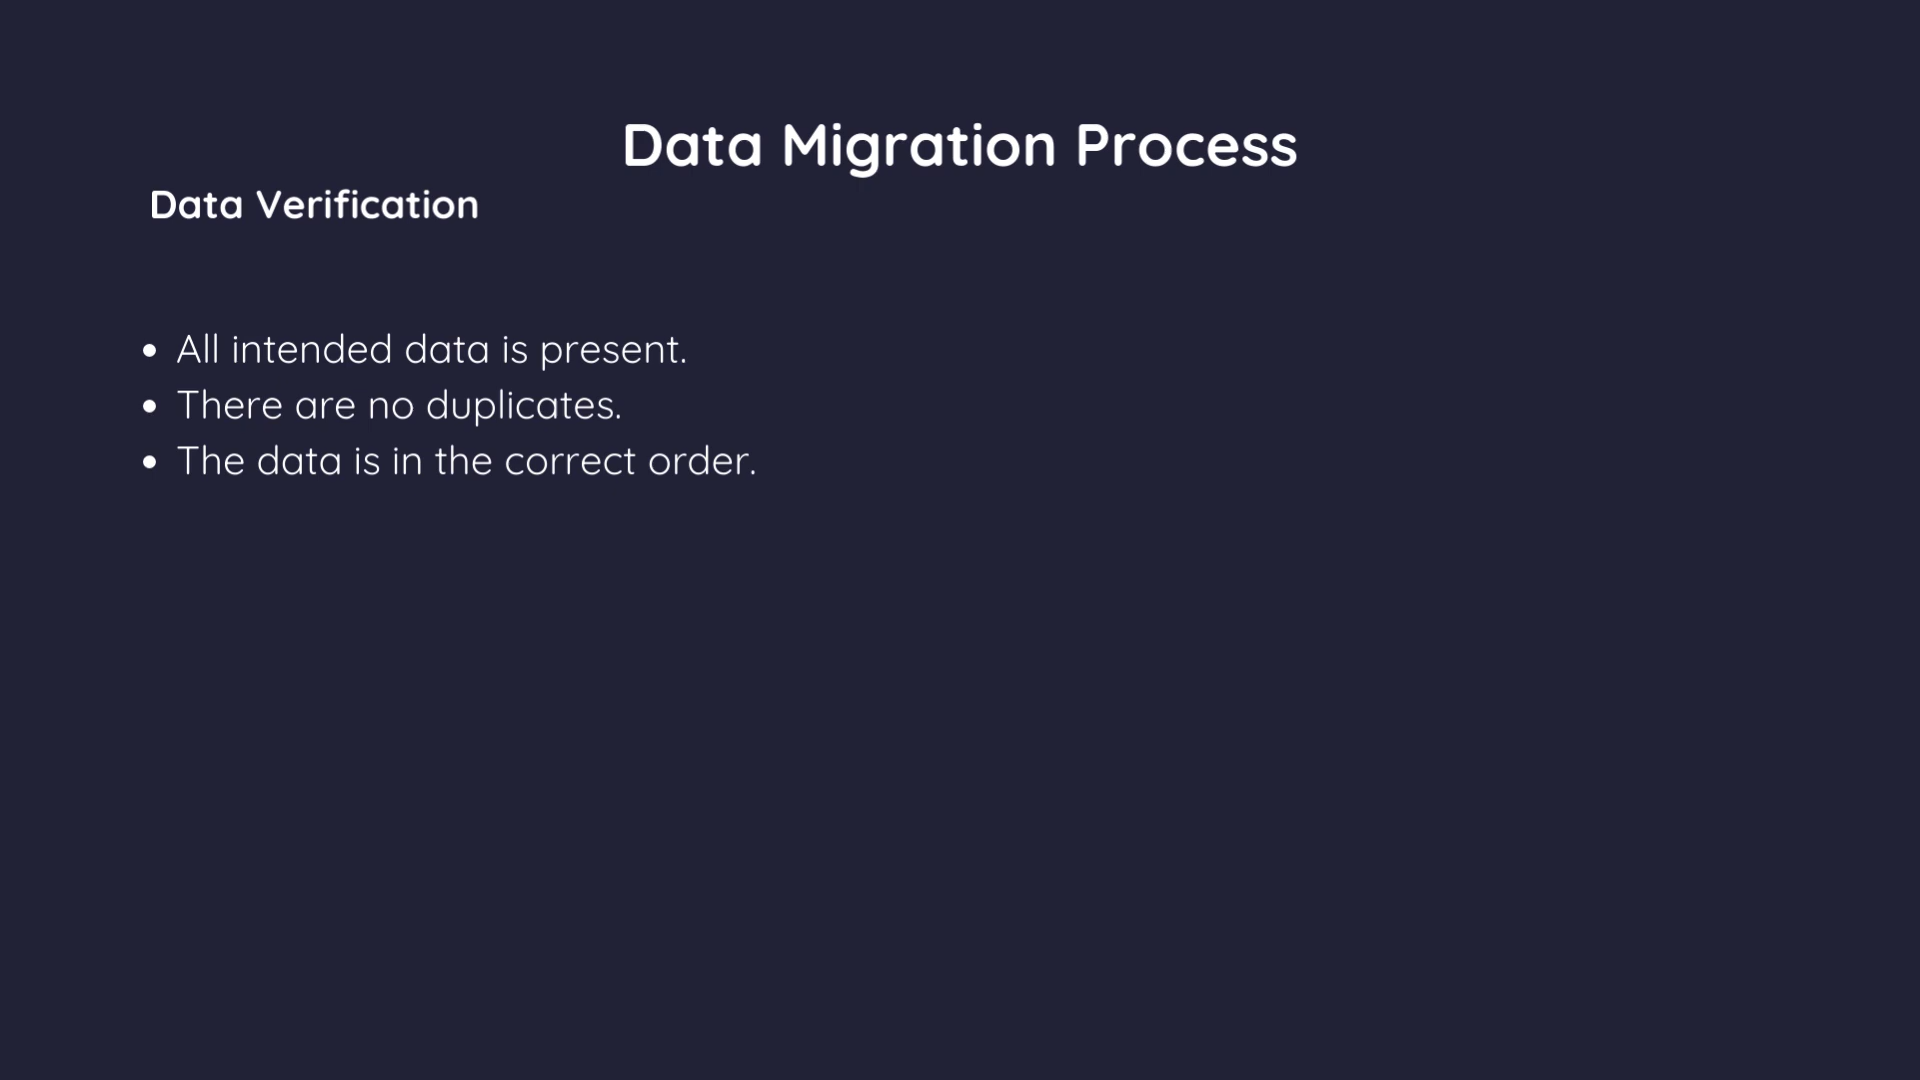 Data Migration Process
Data Verification
• All intended data is present.
• There are no duplicates.
• The data is in the correct order.